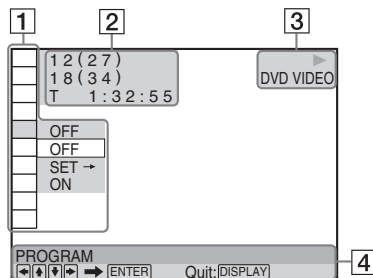 1
2
3
12(27)
18(34)
T 1:32:55
DVD VIDEO
OFF
OFF
SET →
ON
PROGRAM
ENTER Quit: DISPLAY
4